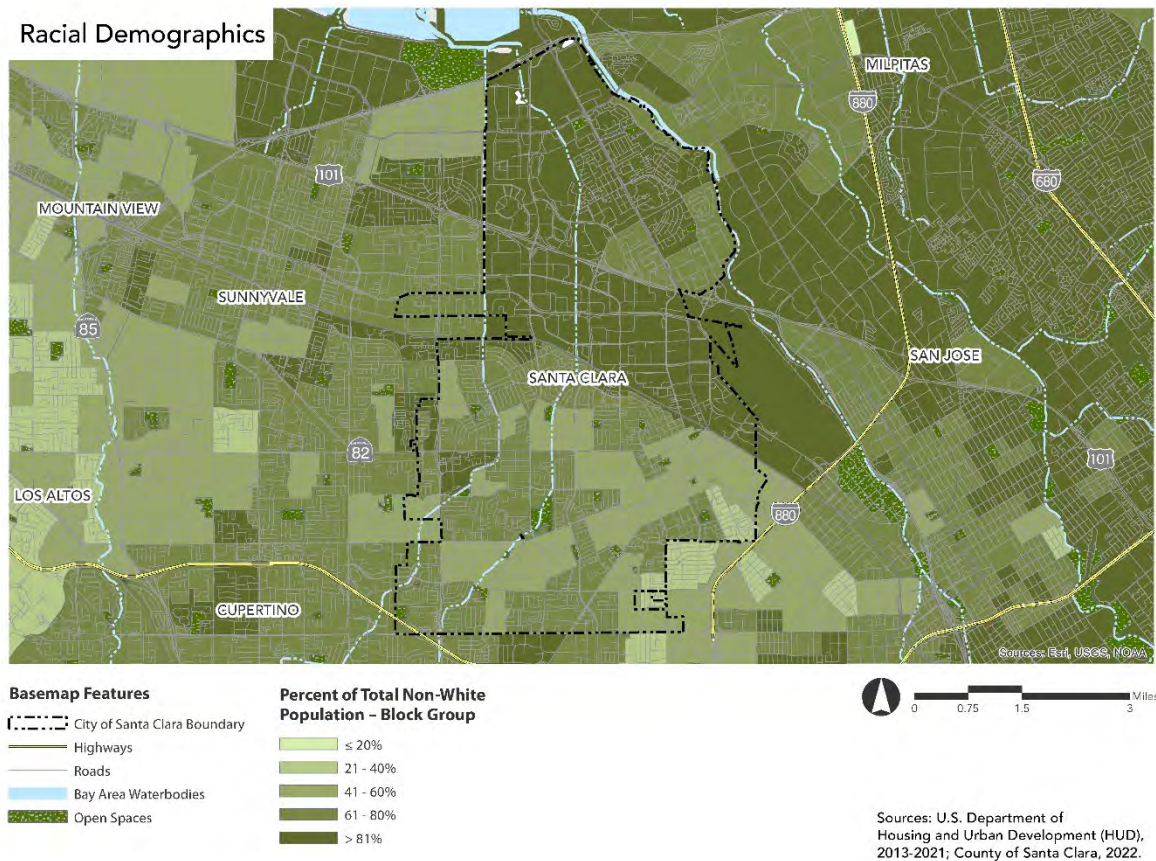 Racial Demographics
MILPITAS
880
680
101
MOUNTAIN VIEW
SUNNYVALE
85
SAN JOSE
SANTA CLARA
82
101
LOS ALTOS
880
CUPERTINO
Sources: Esri, USGS, NOAA
Basemap Features
City of Santa Clara Boundary
Highways
Roads
Bay Area Waterbodies
Open Spaces
Percent of Total Non-White
Population – Block Group
≤ 20%
21 - 40%
41 - 60%
61 - 80%
> 81%
Miles
0 0.75 1.5 3
Sources: U.S. Department of
Housing and Urban Development (HUD),
2013-2021; County of Santa Clara, 2022.